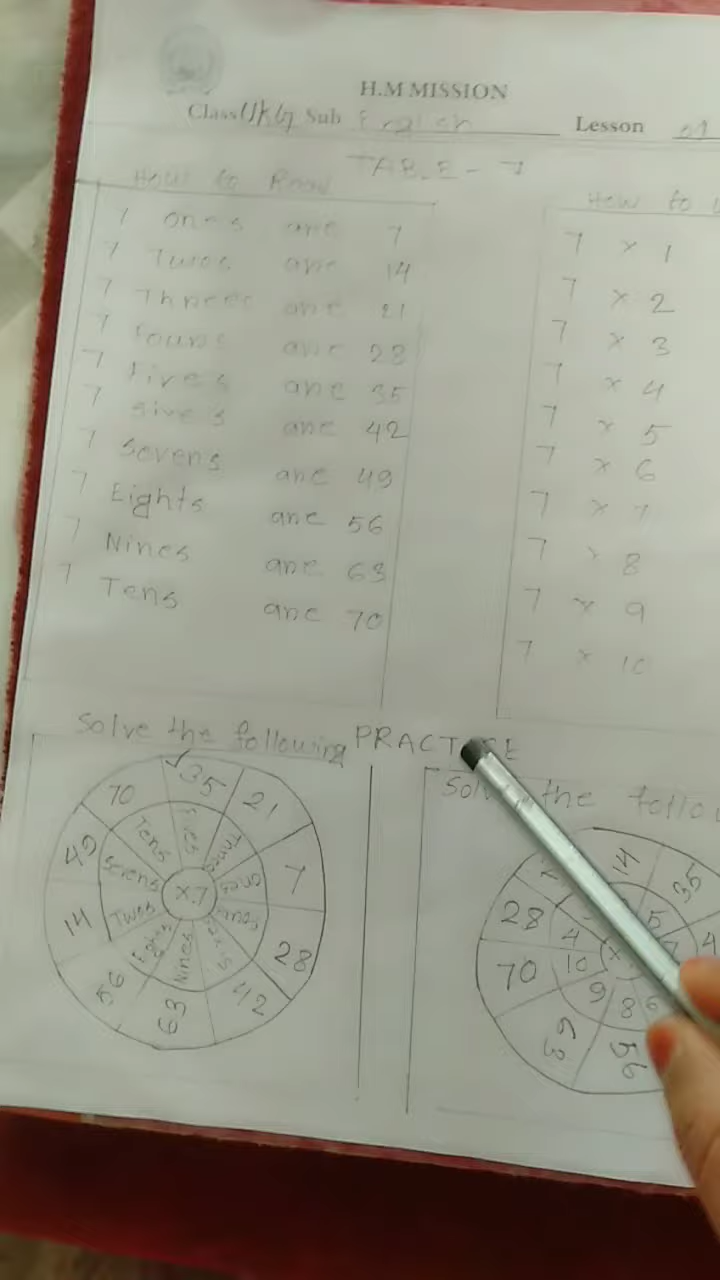 H.M MISSION
Class UKG Sub English Lesson 01
TABLE - 7
How to Read
7 ones are 7
7 Twos are 14
7 Threes are 21
7 Fours are 28
7 Fives are 35
7 sixes are 42
7 Sevens are 49
7 Eights are 56
7 Nines are 63
7 Tens are 70
How to
7 × 1
7 × 2
7 × 3
7 × 4
7 × 5
7 × 6
7 × 7
7 × 8
7 × 9
7 × 10
PRACT
Solve the following
35
21
7
28
42
63
56
14
49
70
Fives
Threes
Fours
Nines
Eights
Twos
Sevens
Tens
×7
the
14
35
28
70
63
56
5
4
10
9
8
6